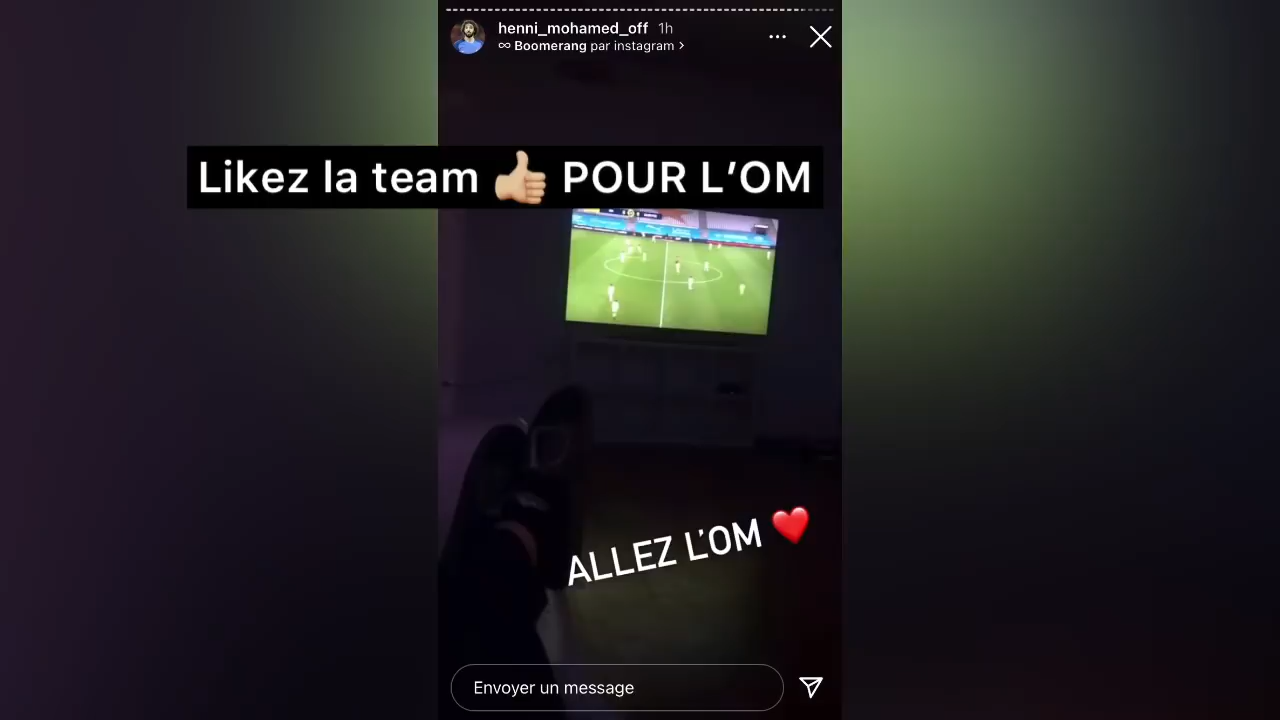 henni_mohamed_off 1h
∞ Boomerang par instagram >
Likez la team 👍🏼 POUR L'OM
ALLEZ L'OM ❤️
Envoyer un message